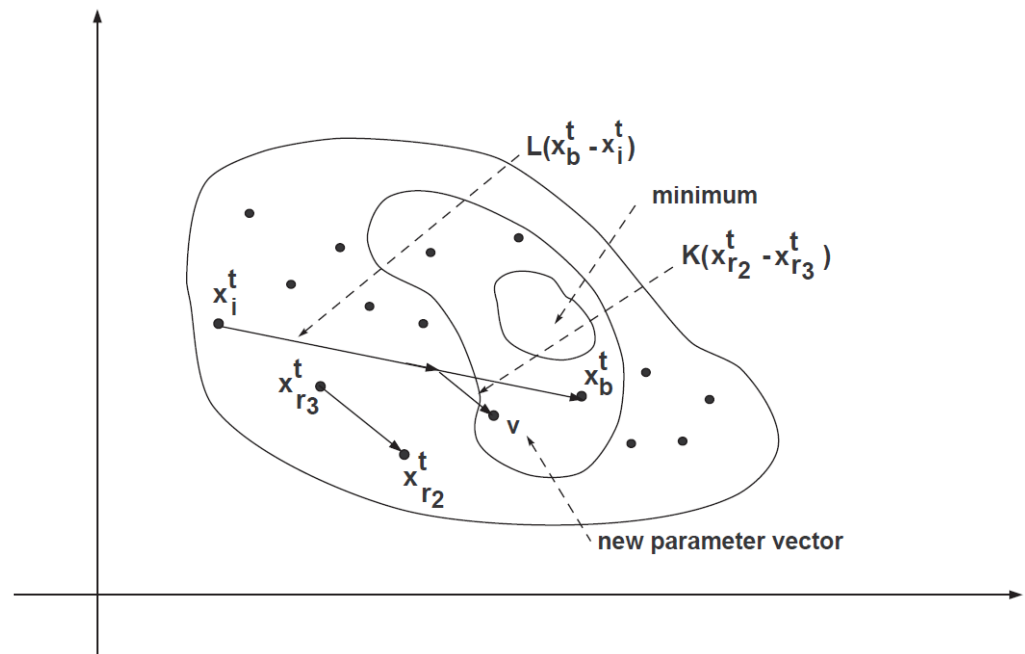 L(x_b^t - x_i^t)
minimum
K(x_{r_2}^t - x_{r_3}^t)
x_i^t
x_{r_3}^t
x_b^t
v
x_{r_2}^t
new parameter vector